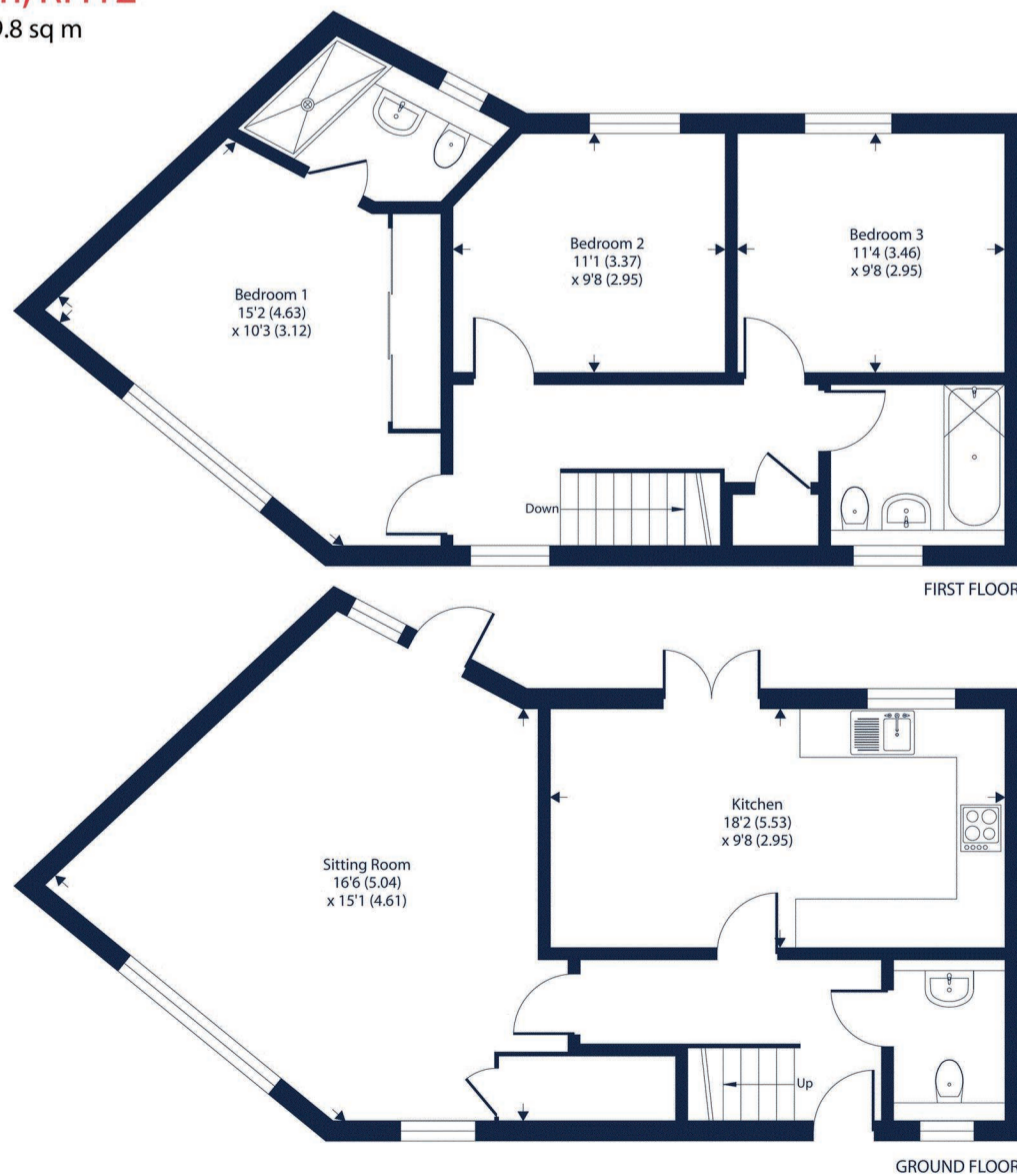 9.8 sq m
Bedroom 1
15'2 (4.63)
x 10'3 (3.12)
Bedroom 2
11'1 (3.37)
x 9'8 (2.95)
Bedroom 3
11'4 (3.46)
x 9'8 (2.95)
Down
FIRST FLOOR
Sitting Room
16'6 (5.04)
x 15'1 (4.61)
Kitchen
18'2 (5.53)
x 9'8 (2.95)
Up
GROUND FLOOR